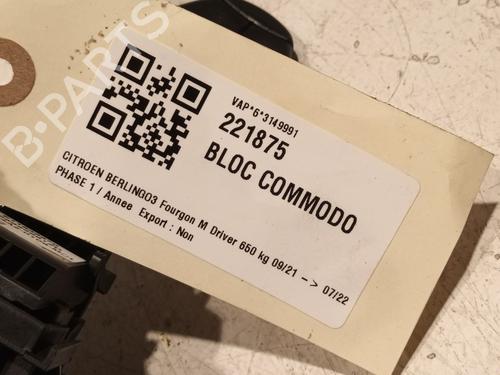 B-PARTS
VAP*6*3149991
221875
BLOC COMMODO
CITROEN BERLINGO3 Fourgon M Driver 650 kg 09/21 -> 07/22
PHASE 1 / Annee Export : Non